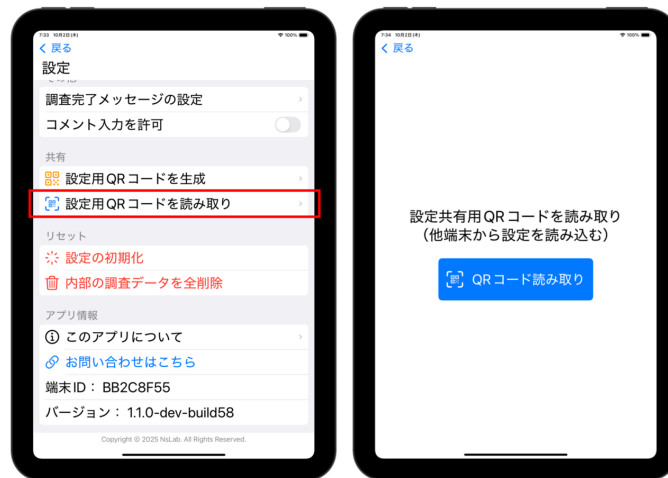 7:33 10月2日(木)
100%
戻る
設定
その他
調査完了メッセージの設定
コメント入力を許可
共有
設定用QRコードを生成
設定用QRコードを読み取り
リセット
設定の初期化
内部の調査データを全削除
アプリ情報
このアプリについて
お問い合わせはこちら
端末ID： BB2C8F55
バージョン： 1.1.0-dev-build58
Copyright © 2025 NsLab. All Rights Reserved.
7:34 10月2日(木)
100%
戻る
設定共有用QRコードを読み取り
（他端末から設定を読み込む）
QRコード読み取り